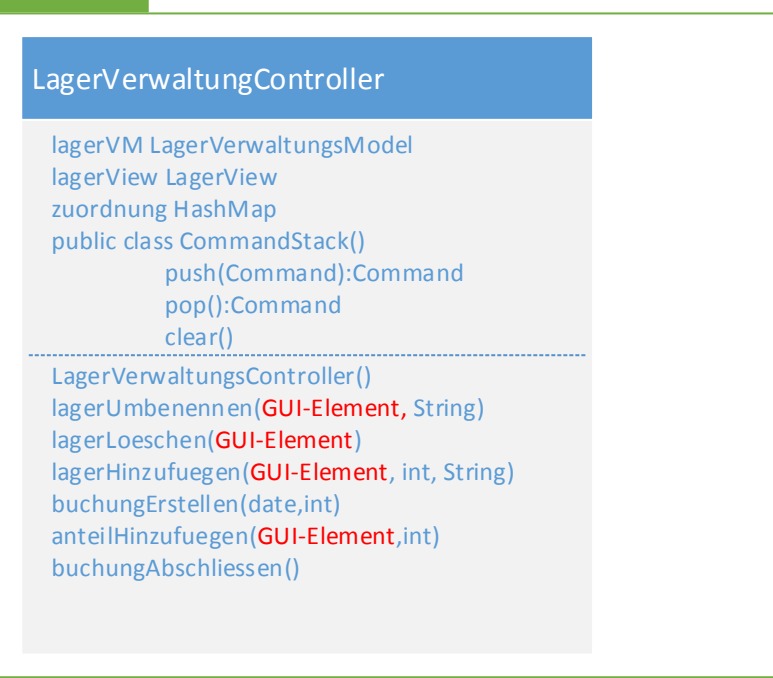 LagerVerwaltungController
lagerVM LagerVerwaltungsModel
lagerView LagerView
zuordnung HashMap
public class CommandStack()
push(Command):Command
pop():Command
clear()
LagerVerwaltungsController()
lagerUmbenennen(GUI-Element, String)
lagerLoeschen(GUI-Element)
lagerHinzufuegen(GUI-Element, int, String)
buchungErstellen(date,int)
anteilHinzufuegen(GUI-Element,int)
buchungAbschliessen()